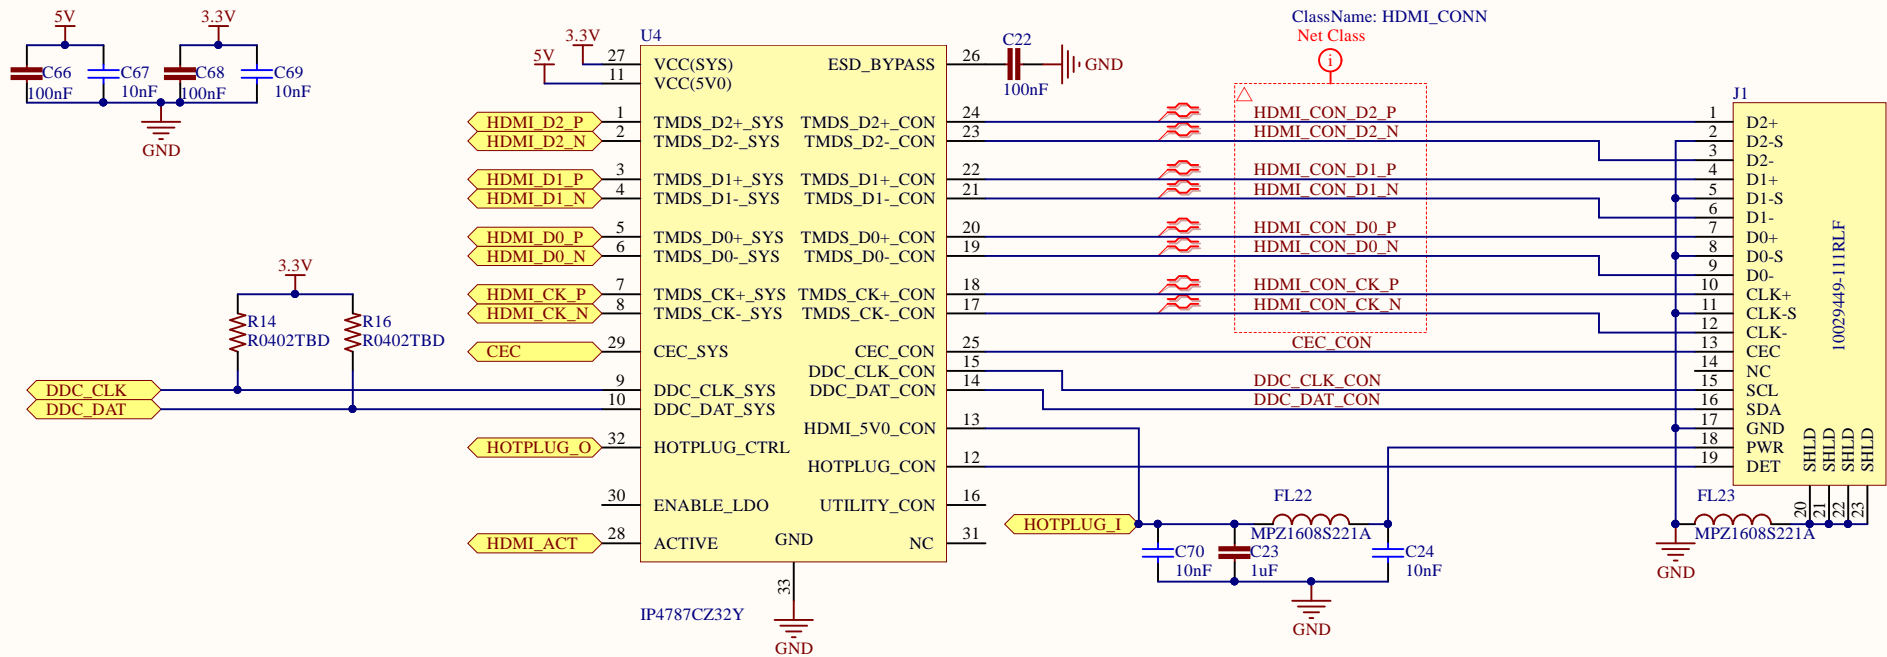 ClassName: HDMI_CONN
Net Class
i
5V
3.3V
C66
100nF
C67
10nF
C68
100nF
C69
10nF
GND
3.3V
R14
R0402TBD
R16
R0402TBD
DDC_CLK
DDC_DAT
U4
3.3V
5V
27 VCC(SYS)
11 VCC(5V0)
HDMI_D2_P 1 TMDS_D2+_SYS
HDMI_D2_N 2 TMDS_D2-_SYS
HDMI_D1_P 3 TMDS_D1+_SYS
HDMI_D1_N 4 TMDS_D1-_SYS
HDMI_D0_P 5 TMDS_D0+_SYS
HDMI_D0_N 6 TMDS_D0-_SYS
HDMI_CK_P 7 TMDS_CK+_SYS
HDMI_CK_N 8 TMDS_CK-_SYS
CEC 29 CEC_SYS
9 DDC_CLK_SYS
10 DDC_DAT_SYS
HOTPLUG_O 32 HOTPLUG_CTRL
30 ENABLE_LDO
HDMI_ACT 28 ACTIVE
GND
33
GND
IP4787CZ32Y
ESD_BYPASS 26
C22
100nF
GND
TMDS_D2+_CON 24 HDMI_CON_D2_P
TMDS_D2-_CON 23 HDMI_CON_D2_N
TMDS_D1+_CON 22 HDMI_CON_D1_P
TMDS_D1-_CON 21 HDMI_CON_D1_N
TMDS_D0+_CON 20 HDMI_CON_D0_P
TMDS_D0-_CON 19 HDMI_CON_D0_N
TMDS_CK+_CON 18 HDMI_CON_CK_P
TMDS_CK-_CON 17 HDMI_CON_CK_N
CEC_CON 25 CEC_CON
DDC_CLK_CON 15 DDC_CLK_CON
DDC_DAT_CON 14 DDC_DAT_CON
HDMI_5V0_CON 13
HOTPLUG_CON 12
UTILITY_CON 16
NC 31
HOTPLUG_I
C70
10nF
C23
1uF
FL22
MPZ1608S221A
C24
10nF
GND
J1
1 D2+
2 D2-S
3 D2-
4 D1+
5 D1-S
6 D1-
7 D0+
8 D0-S
9 D0-
10 CLK+
11 CLK-S
12 CLK-
13 CEC
14 NC
15 SCL
16 SDA
17 GND
18 PWR
19 DET
10029449-111RLF
SHLD 20
SHLD 21
SHLD 22
SHLD 23
FL23
MPZ1608S221A
GND